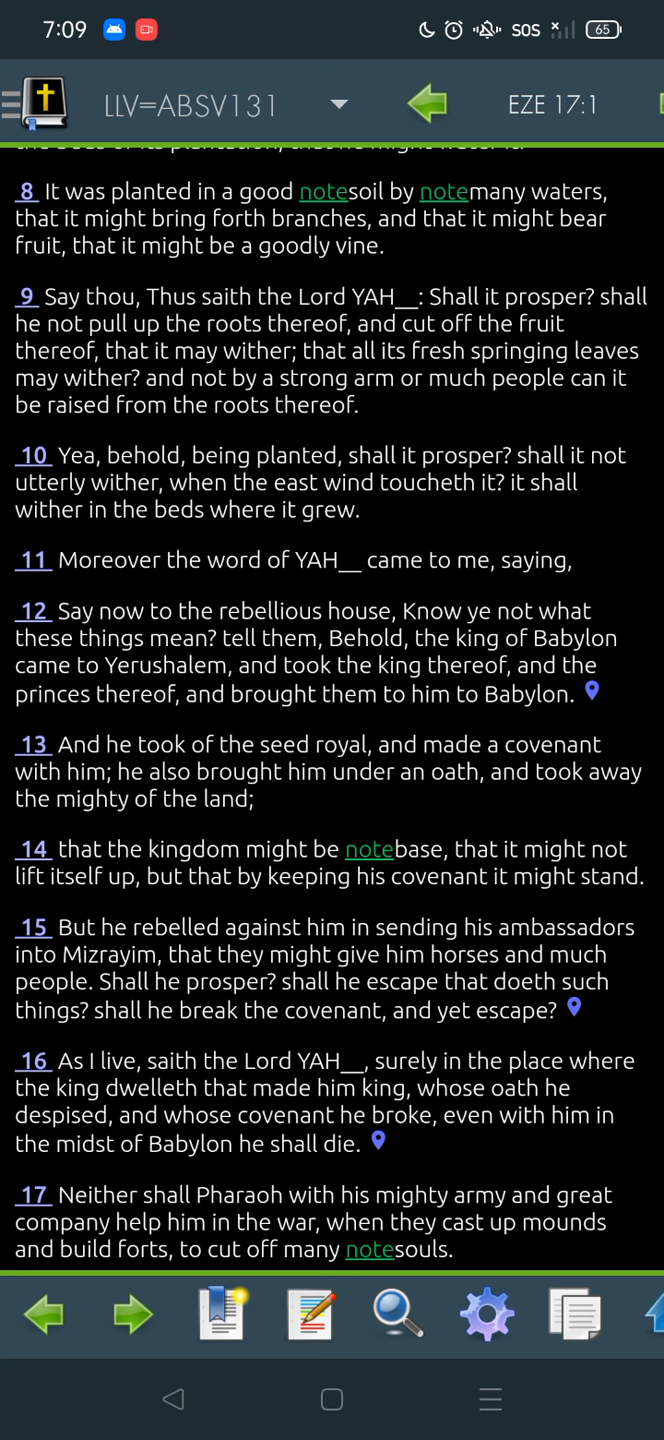 7:09
SOS
65
LLV=ABSV131
EZE 17:1
8 It was planted in a good notesoil by notemany waters,
that it might bring forth branches, and that it might bear
fruit, that it might be a goodly vine.
9 Say thou, Thus saith the Lord YAH__: Shall it prosper? shall
he not pull up the roots thereof, and cut off the fruit
thereof, that it may wither; that all its fresh springing leaves
may wither? and not by a strong arm or much people can it
be raised from the roots thereof.
10 Yea, behold, being planted, shall it prosper? shall it not
utterly wither, when the east wind toucheth it? it shall
wither in the beds where it grew.
11 Moreover the word of YAH__ came to me, saying,
12 Say now to the rebellious house, Know ye not what
these things mean? tell them, Behold, the king of Babylon
came to Yerushalem, and took the king thereof, and the
princes thereof, and brought them to him to Babylon.
13 And he took of the seed royal, and made a covenant
with him; he also brought him under an oath, and took away
the mighty of the land;
14 that the kingdom might be notebase, that it might not
lift itself up, but that by keeping his covenant it might stand.
15 But he rebelled against him in sending his ambassadors
into Mizrayim, that they might give him horses and much
people. Shall he prosper? shall he escape that doeth such
things? shall he break the covenant, and yet escape?
16 As I live, saith the Lord YAH__, surely in the place where
the king dwelleth that made him king, whose oath he
despised, and whose covenant he broke, even with him in
the midst of Babylon he shall die.
17 Neither shall Pharaoh with his mighty army and great
company help him in the war, when they cast up mounds
and build forts, to cut off many notesouls.